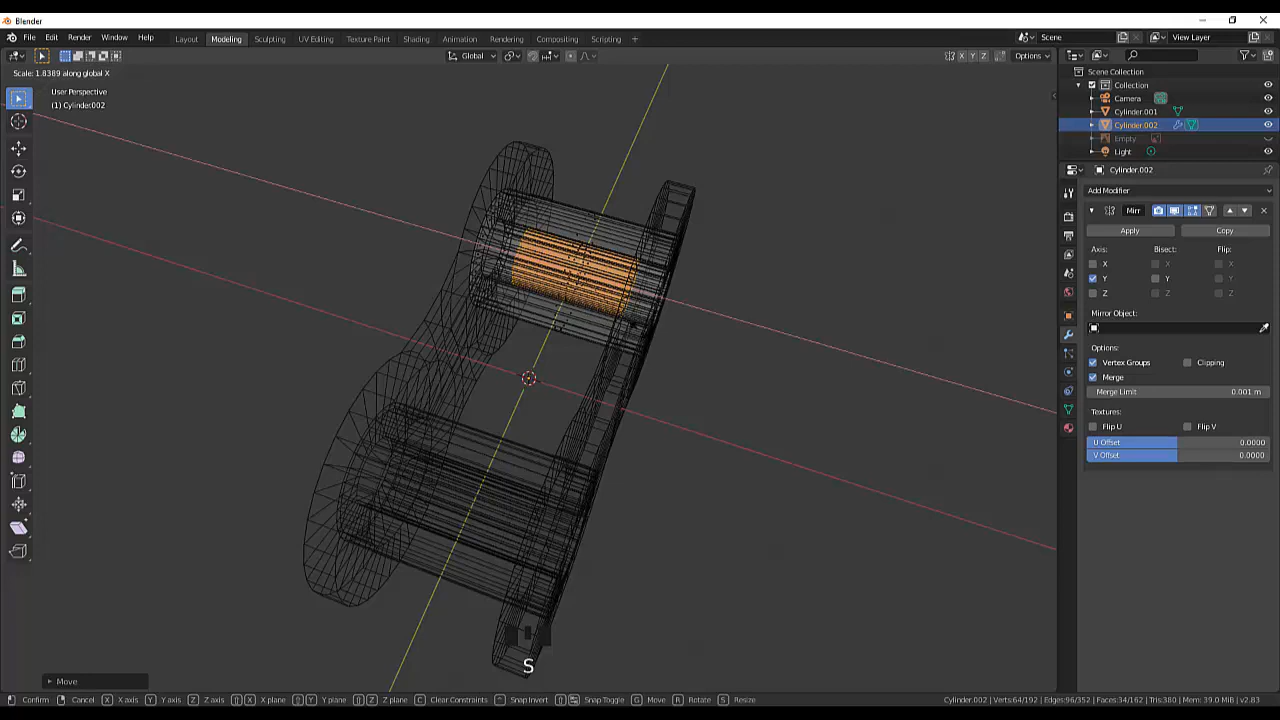 Blender
File Edit Render Window Help Layout Modeling Sculpting UV Editing Texture Paint Shading Animation Rendering Compositing Scripting + Scene View Layer
Global X Y Z Options
Scale: 1.8389 along global X
User Perspective
(1) Cylinder.002
Scene Collection
Collection
Camera
Cylinder.001
Cylinder.002
Empty
Light
Cylinder.002
Add Modifier
Mirr
Apply Copy
Axis: Bisect: Flip:
X X X
Y Y Y
Z Z Z
Mirror Object:
Options:
Vertex Groups Clipping
Merge
Merge Limit 0.001 m
Textures:
Flip U Flip V
U Offset 0.0000
V Offset 0.0000
S
Move
Confirm Cancel X X axis Y Y axis Z Z axis X plane Y plane Z plane C Clear Constraints Snap Invert Snap Toggle G Move R Rotate S Resize Cylinder.002 | Verts:64/192 | Edges:96/352 | Faces:34/162 | Tris:380 | Mem: 39.0 MiB | v2.83